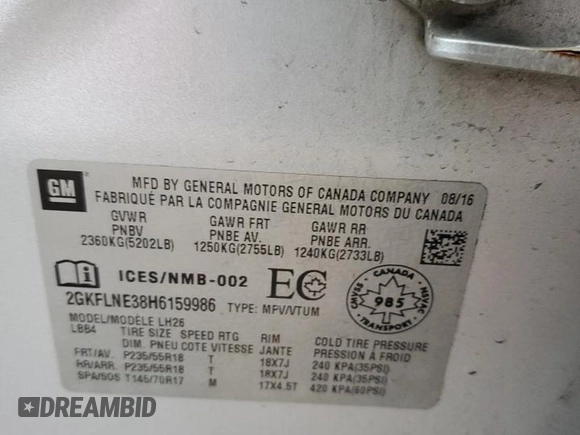 GM
MFD BY GENERAL MOTORS OF CANADA COMPANY 08/16
FABRIQUÉ PAR LA COMPAGNIE GENERAL MOTORS DU CANADA
GVWR GAWR FRT GAWR RR
PNBV PNBE AV. PNBE ARR.
2360KG(5202LB) 1250KG(2755LB) 1240KG(2733LB)
ICES/NMB-002 EC
CANADA
CMVSS NSVAC
985
TRANSPORT
2GKFLNE38H6159986 TYPE: MPV/VTUM
MODEL/MODÈLE LH26
LBB4 TIRE SIZE SPEED RTG RIM COLD TIRE PRESSURE
DIM. PNEU COTE VITESSE JANTE PRESSION À FROID
FRT/AV. P235/55R18 T 18X7J 240 KPA(35PSI)
RR/ARR. P235/55R18 T 18X7J 240 KPA(35PSI)
SPA/SOS T145/70R17 M 17X4.5T 420 KPA(60PSI)
DREAMBID